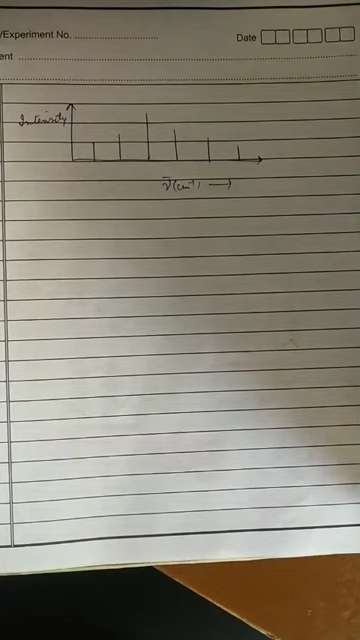 /Experiment No.
Date
ent
Intensity
ν̄(cm⁻¹) ⟶